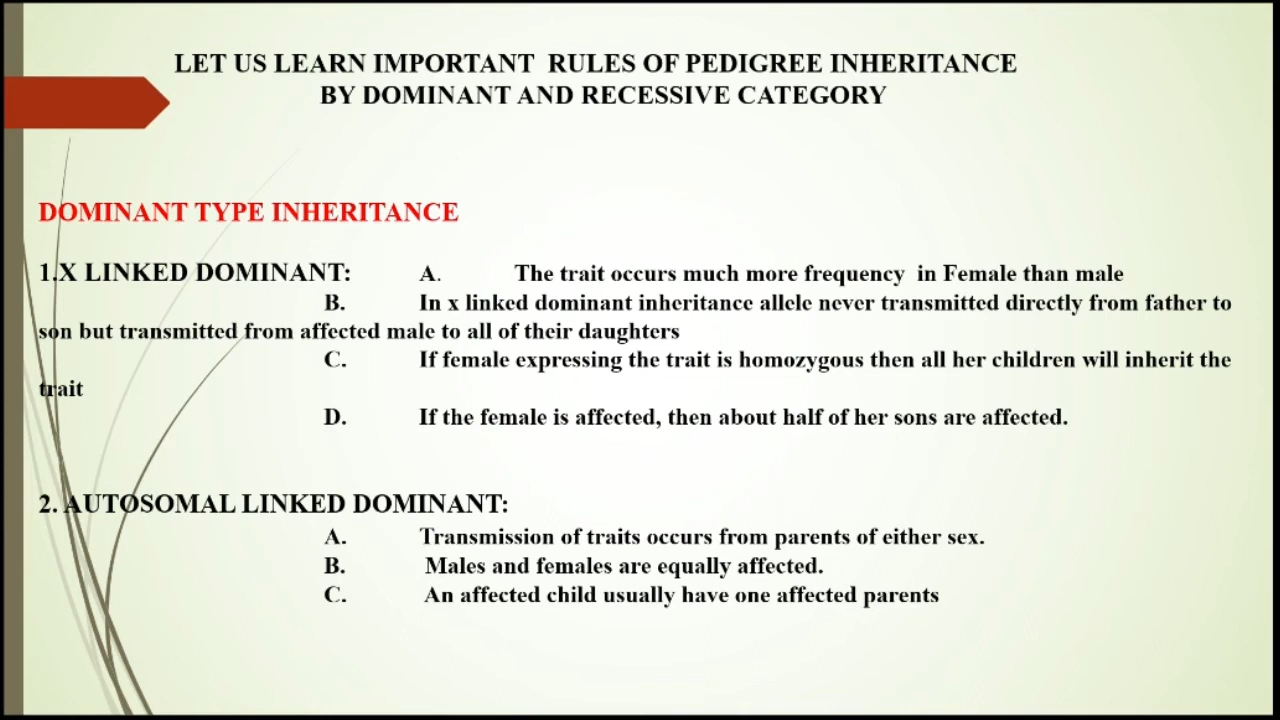 LET US LEARN IMPORTANT RULES OF PEDIGREE INHERITANCE
BY DOMINANT AND RECESSIVE CATEGORY
DOMINANT TYPE INHERITANCE
1.X LINKED DOMINANT: A. The trait occurs much more frequency in Female than male
B. In x linked dominant inheritance allele never transmitted directly from father to
son but transmitted from affected male to all of their daughters
C. If female expressing the trait is homozygous then all her children will inherit the
trait
D. If the female is affected, then about half of her sons are affected.
2. AUTOSOMAL LINKED DOMINANT:
A. Transmission of traits occurs from parents of either sex.
B. Males and females are equally affected.
C. An affected child usually have one affected parents